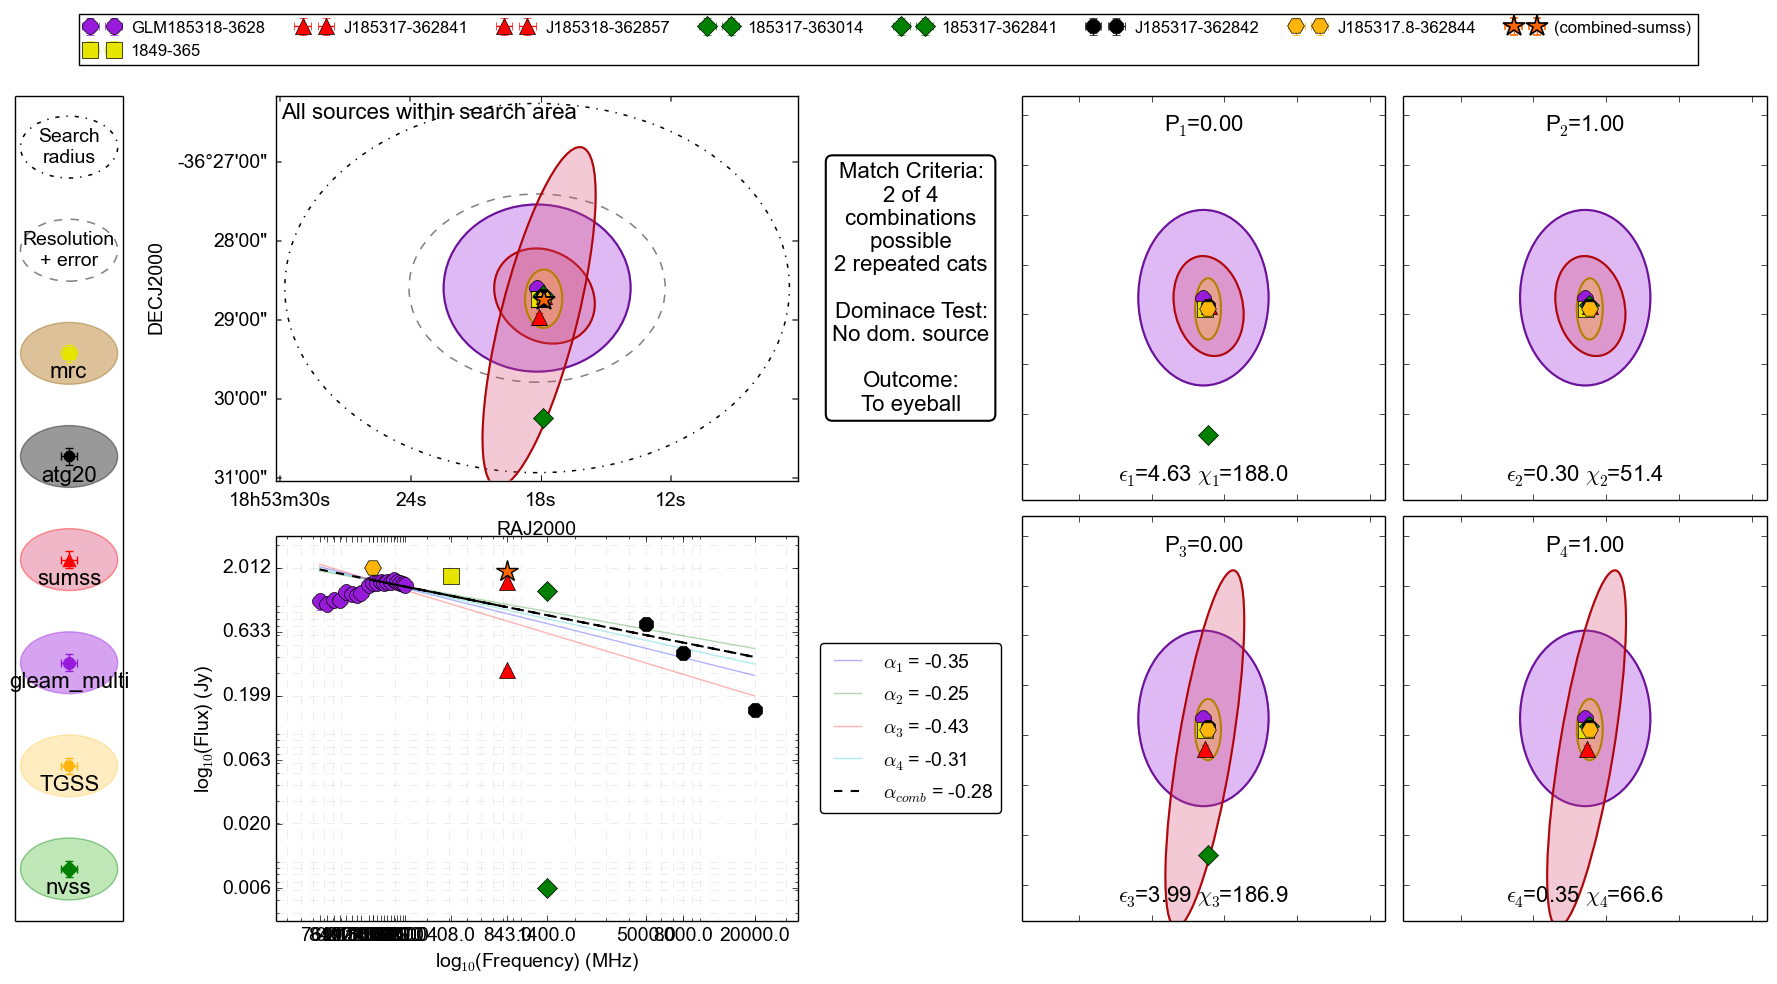 GLM185318-3628 J185317-362841 J185318-362857 185317-363014 185317-362841 J185317-362842 J185317.8-362844 (combined-sumss)
1849-365
Search
radius
Resolution
+ error
mrc
atg20
sumss
gleam_multi
TGSS
nvss
All sources within search area
DECJ2000
-36°27'00"
28'00"
29'00"
30'00"
31'00"
18h53m30s 24s 18s 12s
RAJ2000
Match Criteria:
2 of 4
combinations
possible
2 repeated cats
Dominace Test:
No dom. source
Outcome:
To eyeball
P1=0.00
ϵ1=4.63 χ1=188.0
P2=1.00
ϵ2=0.30 χ2=51.4
P3=0.00
ϵ3=3.99 χ3=186.9
P4=1.00
ϵ4=0.35 χ4=66.6
log10(Flux) (Jy)
2.012
0.633
0.199
0.063
0.020
0.006
408.0 843.0 1400.0 5000.0 8000.0 20000.0
log10(Frequency) (MHz)
α1 = -0.35
α2 = -0.25
α3 = -0.43
α4 = -0.31
αcomb = -0.28